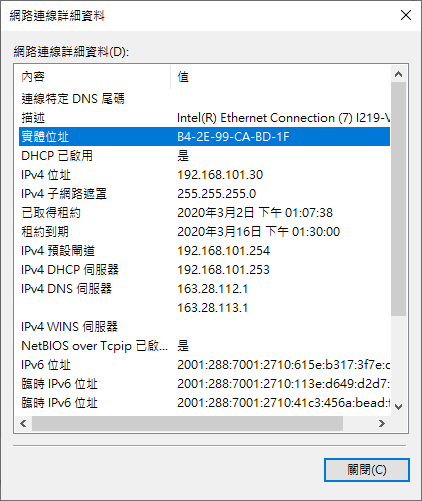 網路連線詳細資料
網路連線詳細資料(D):
內容 值
連線特定 DNS 尾碼
描述 Intel(R) Ethernet Connection (7) I219-V
實體位址 B4-2E-99-CA-BD-1F
DHCP 已啟用 是
IPv4 位址 192.168.101.30
IPv4 子網路遮罩 255.255.255.0
已取得租約 2020年3月2日 下午 01:07:38
租約到期 2020年3月16日 下午 01:30:00
IPv4 預設閘道 192.168.101.254
IPv4 DHCP 伺服器 192.168.101.253
IPv4 DNS 伺服器 163.28.112.1
163.28.113.1
IPv4 WINS 伺服器
NetBIOS over Tcpip 已啟... 是
IPv6 位址 2001:288:7001:2710:615e:b317:3f7e:c
臨時 IPv6 位址 2001:288:7001:2710:113e:d649:d2d7:
臨時 IPv6 位址 2001:288:7001:2710:41c3:456a:bead:f
關閉(C)